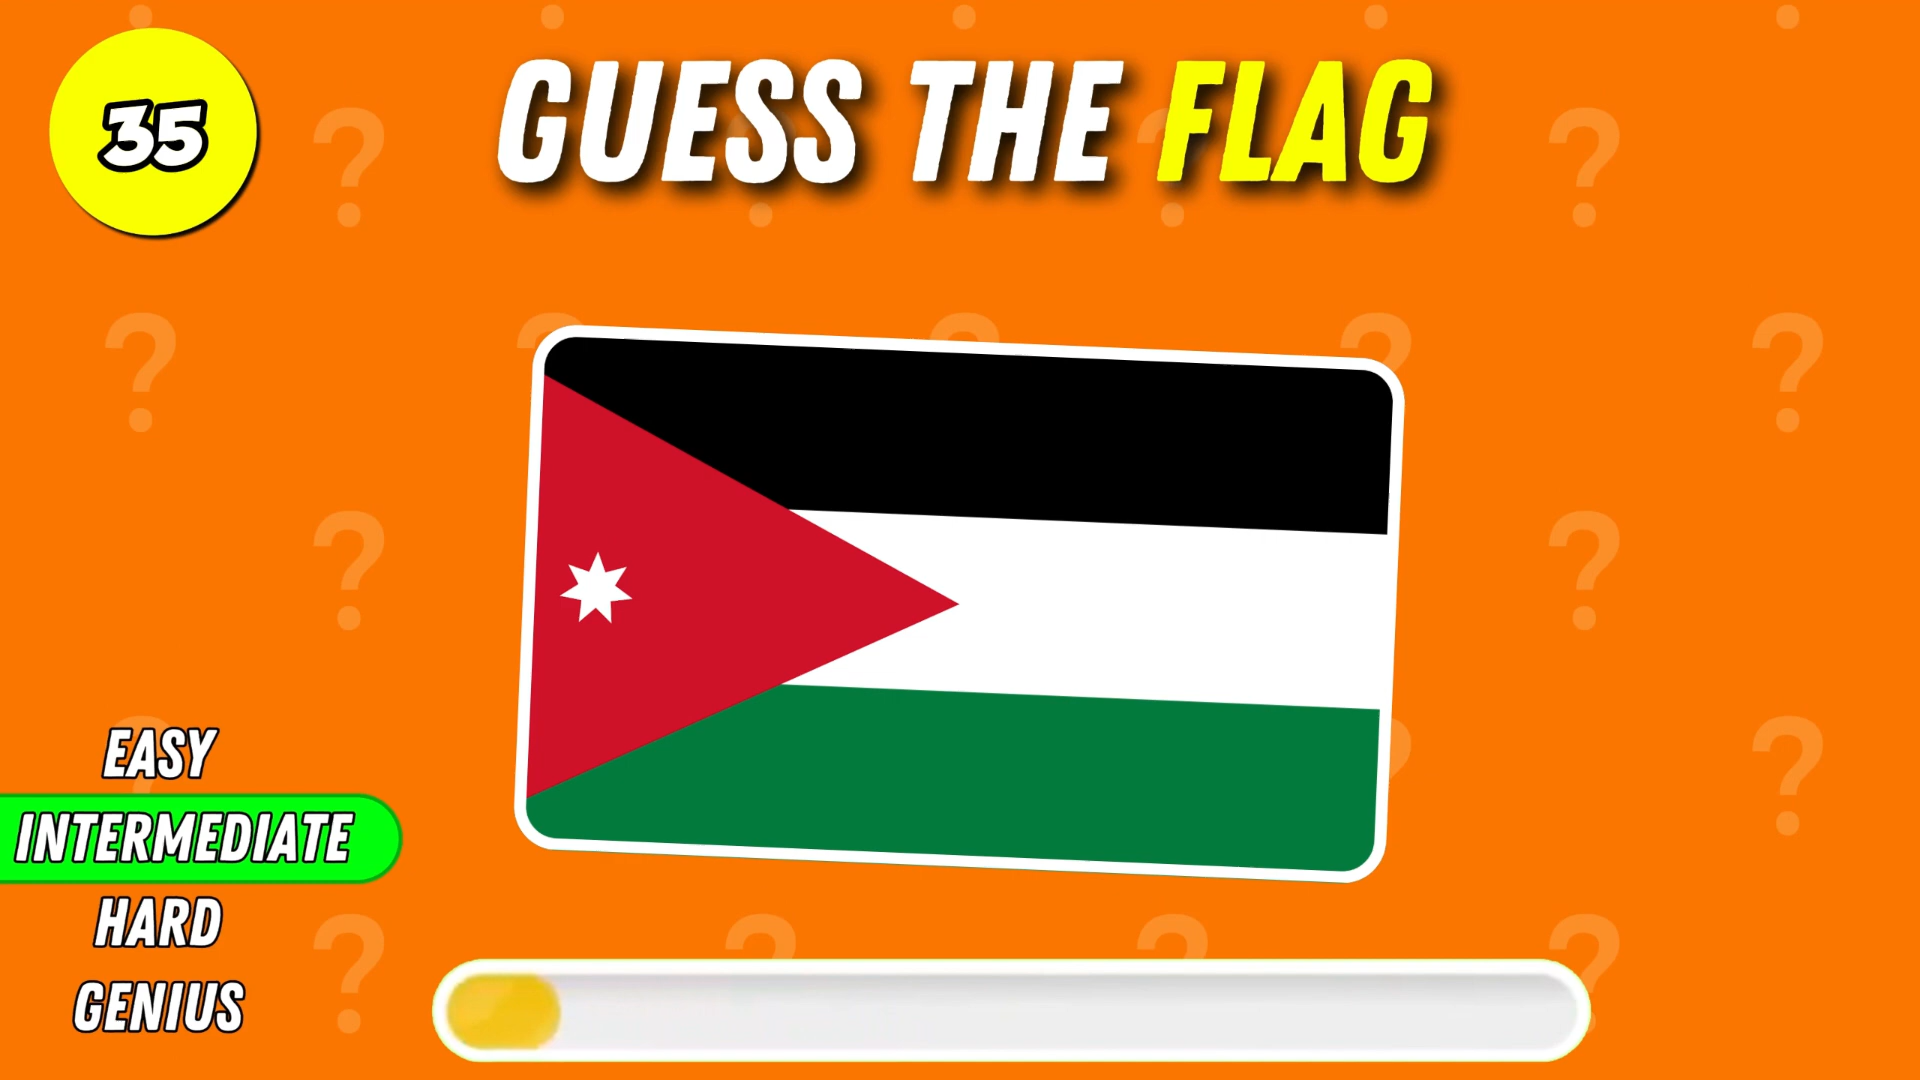 35
GUESS THE FLAG
EASY
INTERMEDIATE
HARD
GENIUS